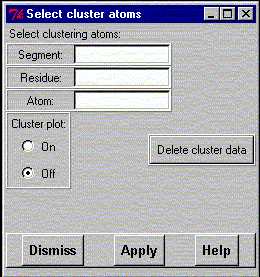 Select cluster atoms
Select clustering atoms:
Segment:
Residue:
Atom:
Cluster plot:
On
Off
Delete cluster data
Dismiss
Apply
Help